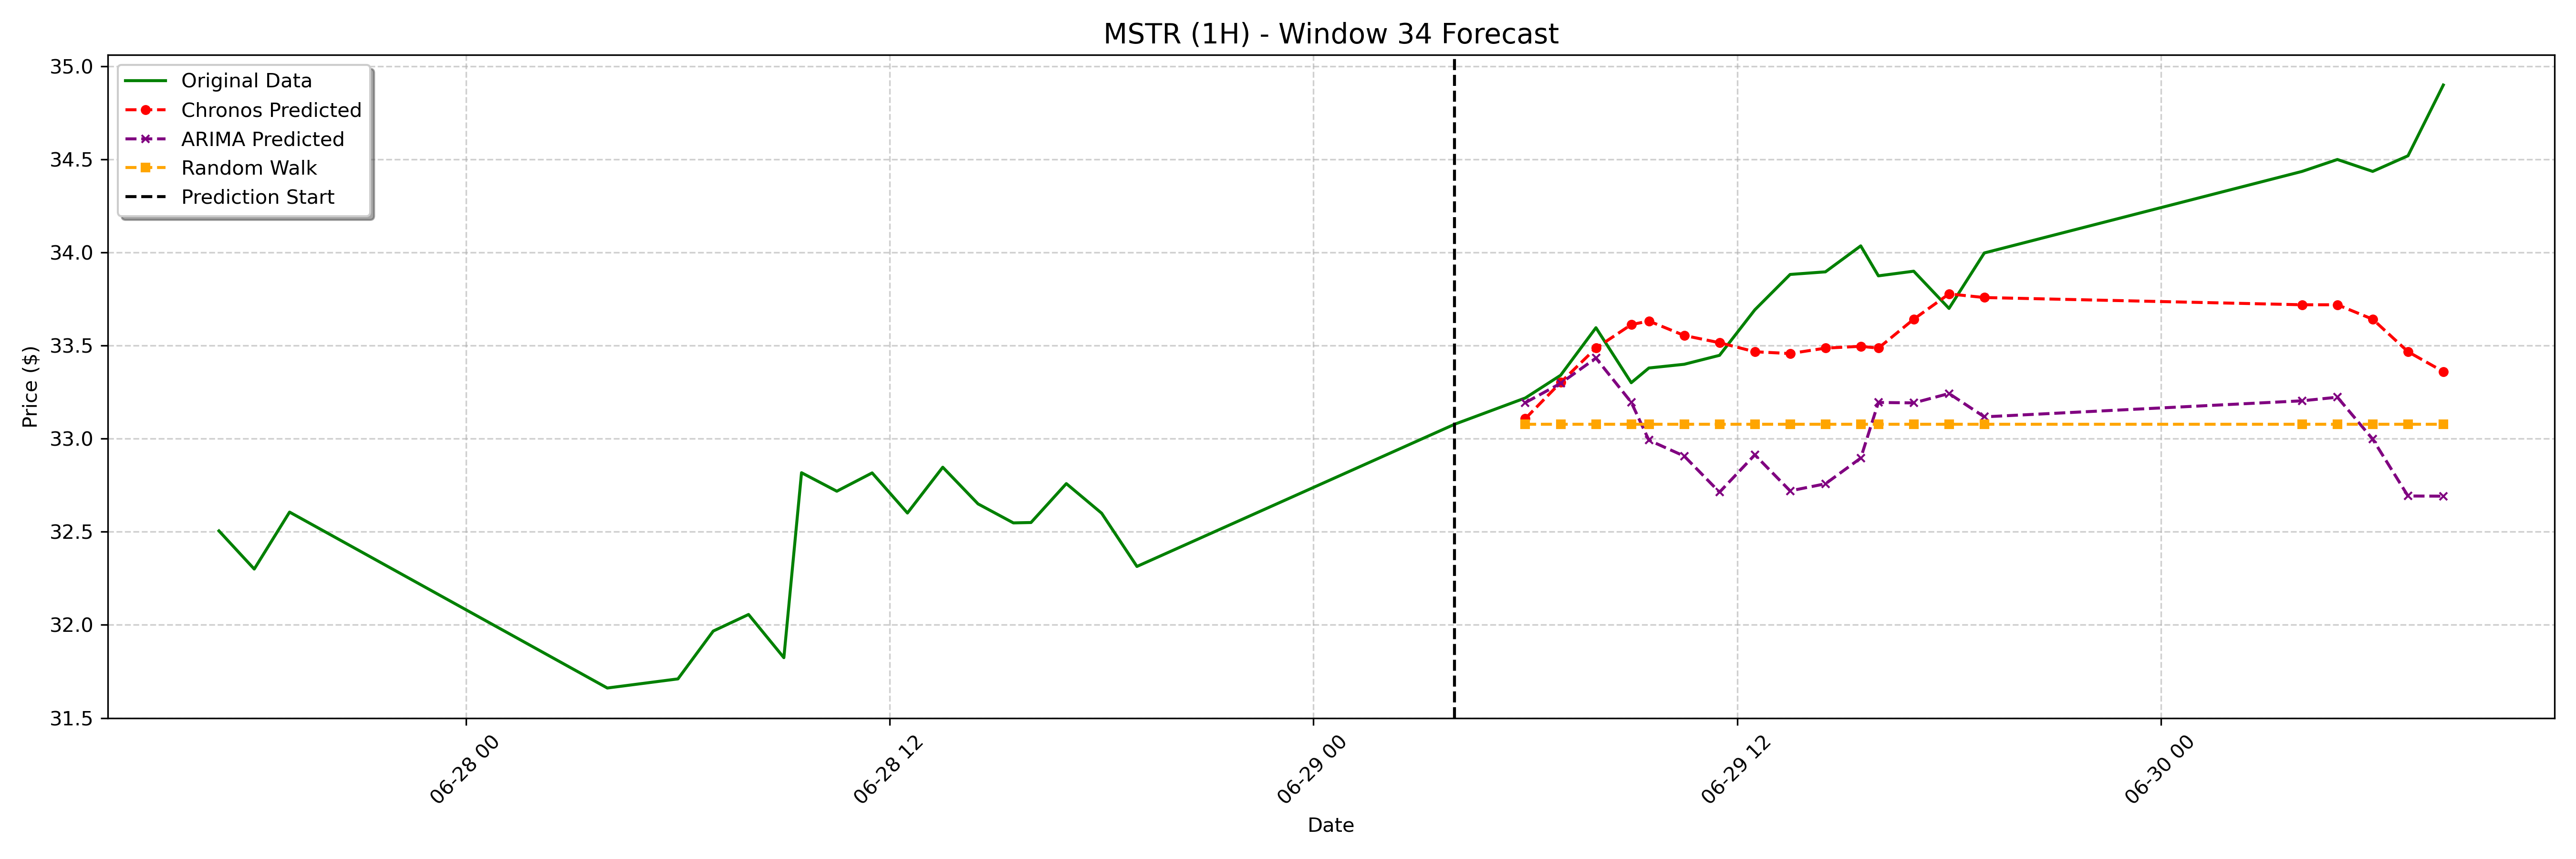 MSTR (1H) - Window 34 Forecast
Original Data
Chronos Predicted
ARIMA Predicted
Random Walk
Prediction Start
Price ($)
35.0
34.5
34.0
33.5
33.0
32.5
32.0
31.5
06-28 00
06-28 12
06-29 00
06-29 12
06-30 00
Date